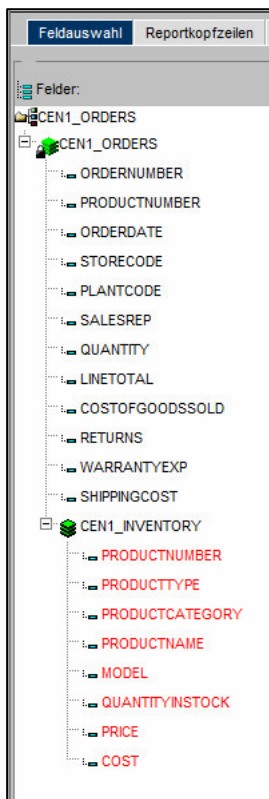 Feldauswahl Reportkopfzeilen
Felder:
CEN1_ORDERS
CEN1_ORDERS
ORDERNUMBER
PRODUCTNUMBER
ORDERDATE
STORECODE
PLANTCODE
SALESREP
QUANTITY
LINETOTAL
COSTOFGOODSSOLD
RETURNS
WARRANTYEXP
SHIPPINGCOST
CEN1_INVENTORY
PRODUCTNUMBER
PRODUCTTYPE
PRODUCTCATEGORY
PRODUCTNAME
MODEL
QUANTITYINSTOCK
PRICE
COST